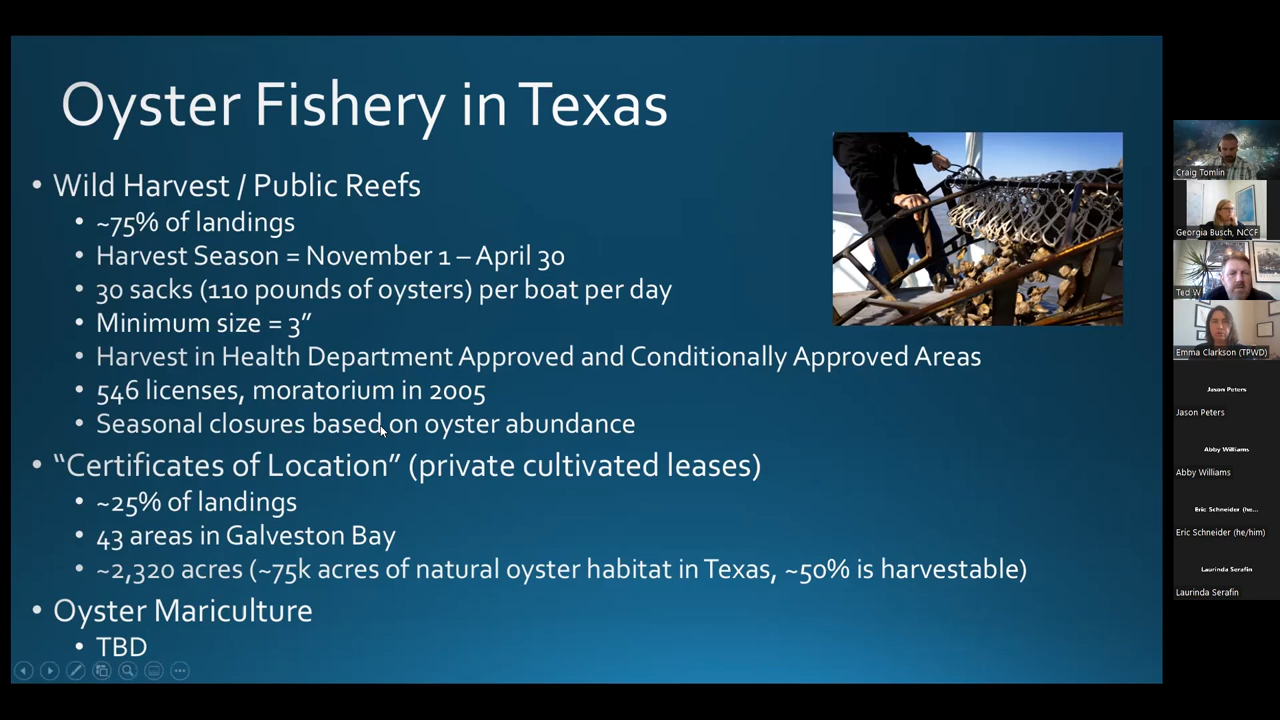 Oyster Fishery in Texas
• Wild Harvest / Public Reefs
• ~75% of landings
• Harvest Season = November 1 – April 30
• 30 sacks (110 pounds of oysters) per boat per day
• Minimum size = 3”
• Harvest in Health Department Approved and Conditionally Approved Areas
• 546 licenses, moratorium in 2005
• Seasonal closures based on oyster abundance
• “Certificates of Location” (private cultivated leases)
• ~25% of landings
• 43 areas in Galveston Bay
• ~2,320 acres (~75k acres of natural oyster habitat in Texas, ~50% is harvestable)
• Oyster Mariculture
• TBD
Craig Tomlin
Georgia Busch, NCCF
Ted W
Emma Clarkson (TPWD)
Jason Peters
Jason Peters
Abby Williams
Abby Williams
Eric Schneider (he...
Eric Schneider (he/him)
Laurinda Serafin
Laurinda Serafin